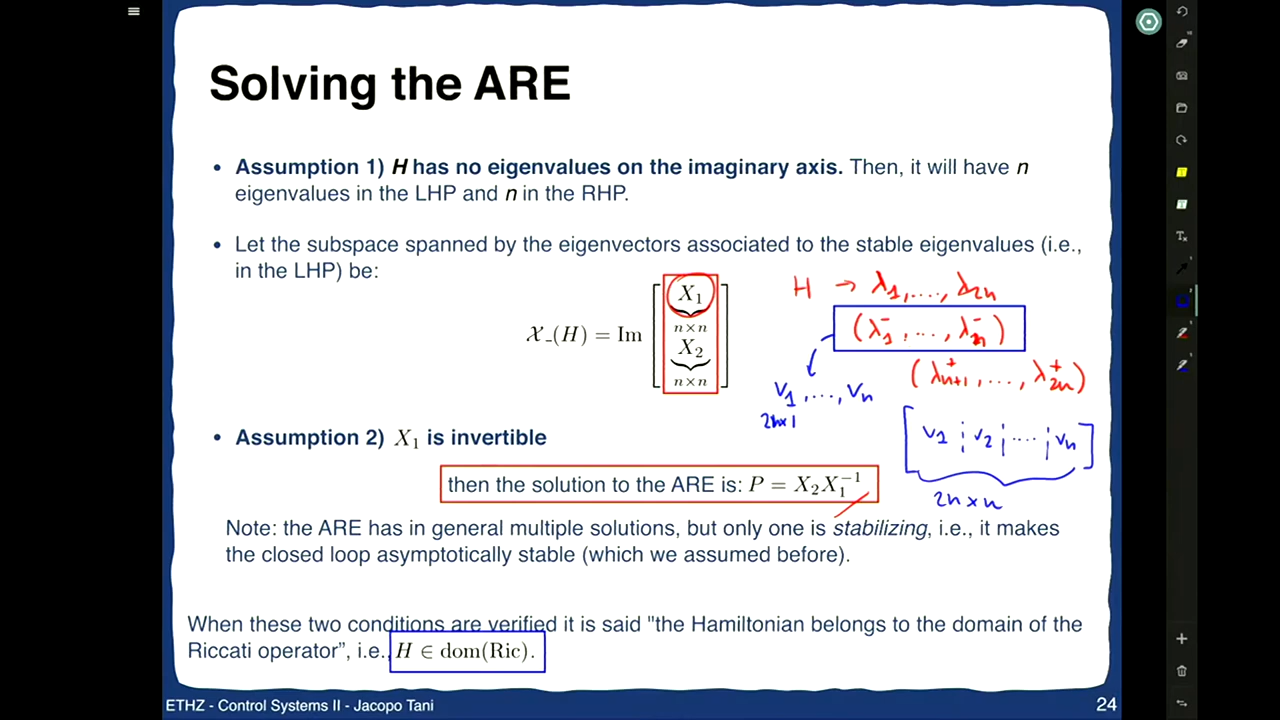 Solving the ARE
• Assumption 1) H has no eigenvalues on the imaginary axis. Then, it will have n
eigenvalues in the LHP and n in the RHP.
• Let the subspace spanned by the eigenvectors associated to the stable eigenvalues (i.e.,
in the LHP) be:
H → λ1, ...., λ2n
X1
n×n
X_(H) = Im
X2
n×n
(λ1⁻, ..., λn⁻)
(λ⁺n+1, ..., λ⁺2n)
v1, ..., vn
2n×1
[v1 ¦ v2 ¦ .... ¦ vn]
2n × n
• Assumption 2) X1 is invertible
then the solution to the ARE is: P = X2X1⁻¹
Note: the ARE has in general multiple solutions, but only one is stabilizing, i.e., it makes
the closed loop asymptotically stable (which we assumed before).
When these two conditions are verified it is said "the Hamiltonian belongs to the domain of the
Riccati operator", i.e., H ∈ dom(Ric).
ETHZ - Control Systems II - Jacopo Tani
24